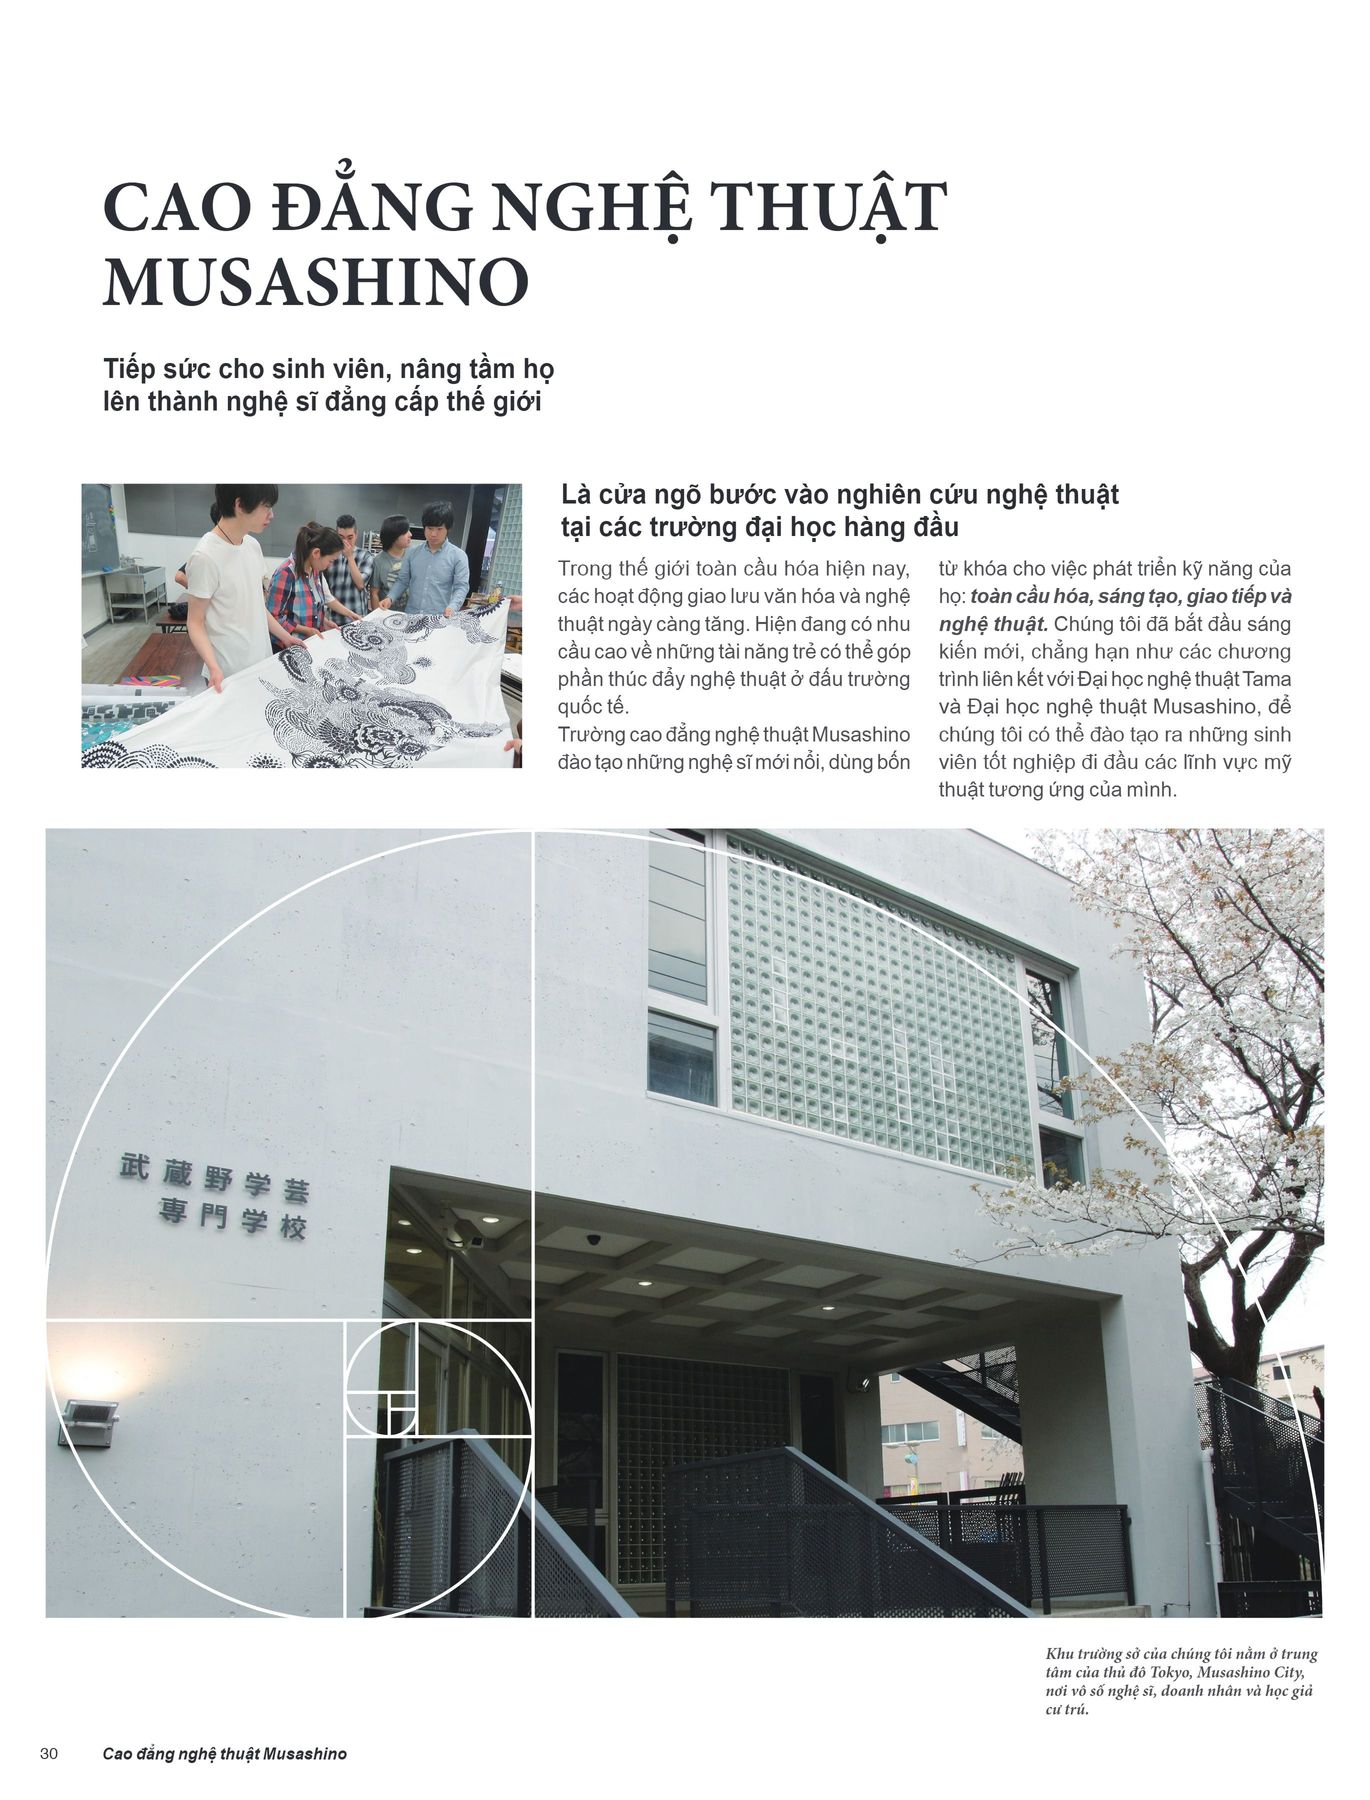 CAO ĐẲNG NGHỆ THUẬT
MUSASHINO
Tiếp sức cho sinh viên, nâng tầm họ
lên thành nghệ sĩ đẳng cấp thế giới
Là cửa ngõ bước vào nghiên cứu nghệ thuật
tại các trường đại học hàng đầu
Trong thế giới toàn cầu hóa hiện nay,
các hoạt động giao lưu văn hóa và nghệ
thuật ngày càng tăng. Hiện đang có nhu
cầu cao về những tài năng trẻ có thể góp
phần thúc đẩy nghệ thuật ở đấu trường
quốc tế.
Trường cao đẳng nghệ thuật Musashino
đào tạo những nghệ sĩ mới nổi, dùng bốn
từ khóa cho việc phát triển kỹ năng của
họ: toàn cầu hóa, sáng tạo, giao tiếp và
nghệ thuật. Chúng tôi đã bắt đầu sáng
kiến mới, chẳng hạn như các chương
trình liên kết với Đại học nghệ thuật Tama
và Đại học nghệ thuật Musashino, để
chúng tôi có thể đào tạo ra những sinh
viên tốt nghiệp đi đầu các lĩnh vực mỹ
thuật tương ứng của mình.
武蔵野学芸
専門学校
Khu trường sở của chúng tôi nằm ở trung
tâm của thủ đô Tokyo, Musashino City,
nơi vô số nghệ sĩ, doanh nhân và học giả
cư trú.
30 Cao đẳng nghệ thuật Musashino